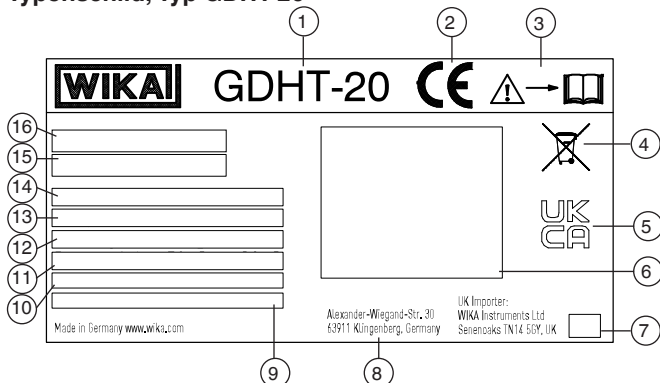 Typenschild, Typ GDHT-20
1 2 3
WIKAI GDHT-20 CE
16
15
14
13
12
11
10
4
UK
CA
5
6
Made in Germany www.wika.com
Alexander-Wiegand-Str. 30
63911 Klingenberg, Germany
UK Importer:
WIKA Instruments Ltd
Senenoaks TN14 5GY, UK
7
9 8